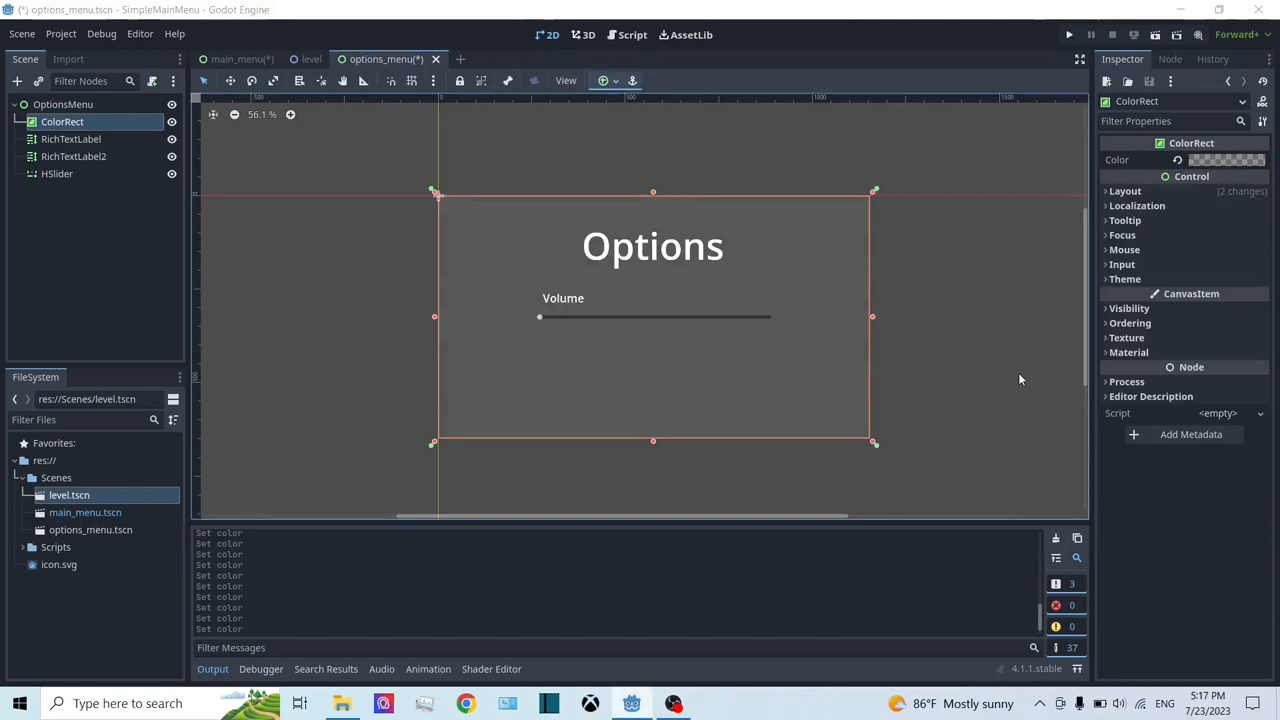 (*) options_menu.tscn - SimpleMainMenu - Godot Engine
Scene Project Debug Editor Help
2D 3D Script AssetLib
Forward+
Scene Import
main_menu(*) level options_menu(*)
Inspector Node History
Filter Nodes
View
OptionsMenu
ColorRect
RichTextLabel
RichTextLabel2
HSlider
-500 0 500 1000 1500
56.1 %
0
500
Options
Volume
ColorRect
Filter Properties
ColorRect
Color
Control
Layout (2 changes)
Localization
Tooltip
Focus
Mouse
Input
Theme
CanvasItem
Visibility
Ordering
Texture
Material
Node
Process
Editor Description
Script <empty>
Add Metadata
FileSystem
res://Scenes/level.tscn
Filter Files
Favorites:
res://
Scenes
level.tscn
main_menu.tscn
options_menu.tscn
Scripts
icon.svg
Set color
Set color
Set color
Set color
Set color
Set color
Set color
Set color
Set color
Set color
3
0
0
37
Filter Messages
Output Debugger Search Results Audio Animation Shader Editor
4.1.1.stable
Type here to search
86°F Mostly sunny
ENG
5:17 PM
7/23/2023